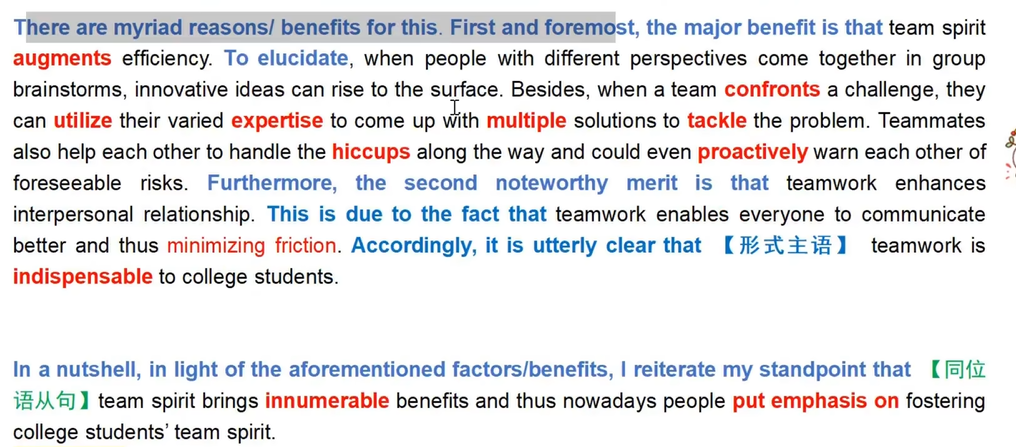 There are myriad reasons/ benefits for this. First and foremost, the major benefit is that team spirit
augments efficiency. To elucidate, when people with different perspectives come together in group
brainstorms, innovative ideas can rise to the surface. Besides, when a team confronts a challenge, they
can utilize their varied expertise to come up with multiple solutions to tackle the problem. Teammates
also help each other to handle the hiccups along the way and could even proactively warn each other of
foreseeable risks. Furthermore, the second noteworthy merit is that teamwork enhances
interpersonal relationship. This is due to the fact that teamwork enables everyone to communicate
better and thus minimizing friction. Accordingly, it is utterly clear that 【形式主语】 teamwork is
indispensable to college students.
In a nutshell, in light of the aforementioned factors/benefits, I reiterate my standpoint that 【同位
语从句】team spirit brings innumerable benefits and thus nowadays people put emphasis on fostering
college students' team spirit.